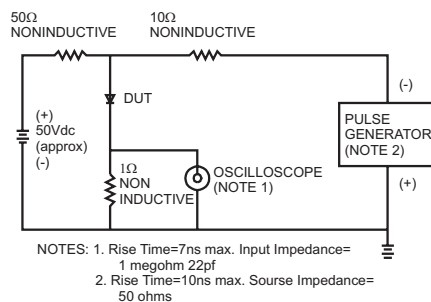 50Ω
NONINDUCTIVE
10Ω
NONINDUCTIVE
(+)
50Vdc
(approx)
(-)
DUT
1Ω
NON
INDUCTIVE
OSCILLOSCOPE
(NOTE 1)
(-)
PULSE
GENERATOR
(NOTE 2)
(+)
NOTES: 1. Rise Time=7ns max. Input Impedance=
1 megohm 22pf
2. Rise Time=10ns max. Sourse Impedance=
50 ohms